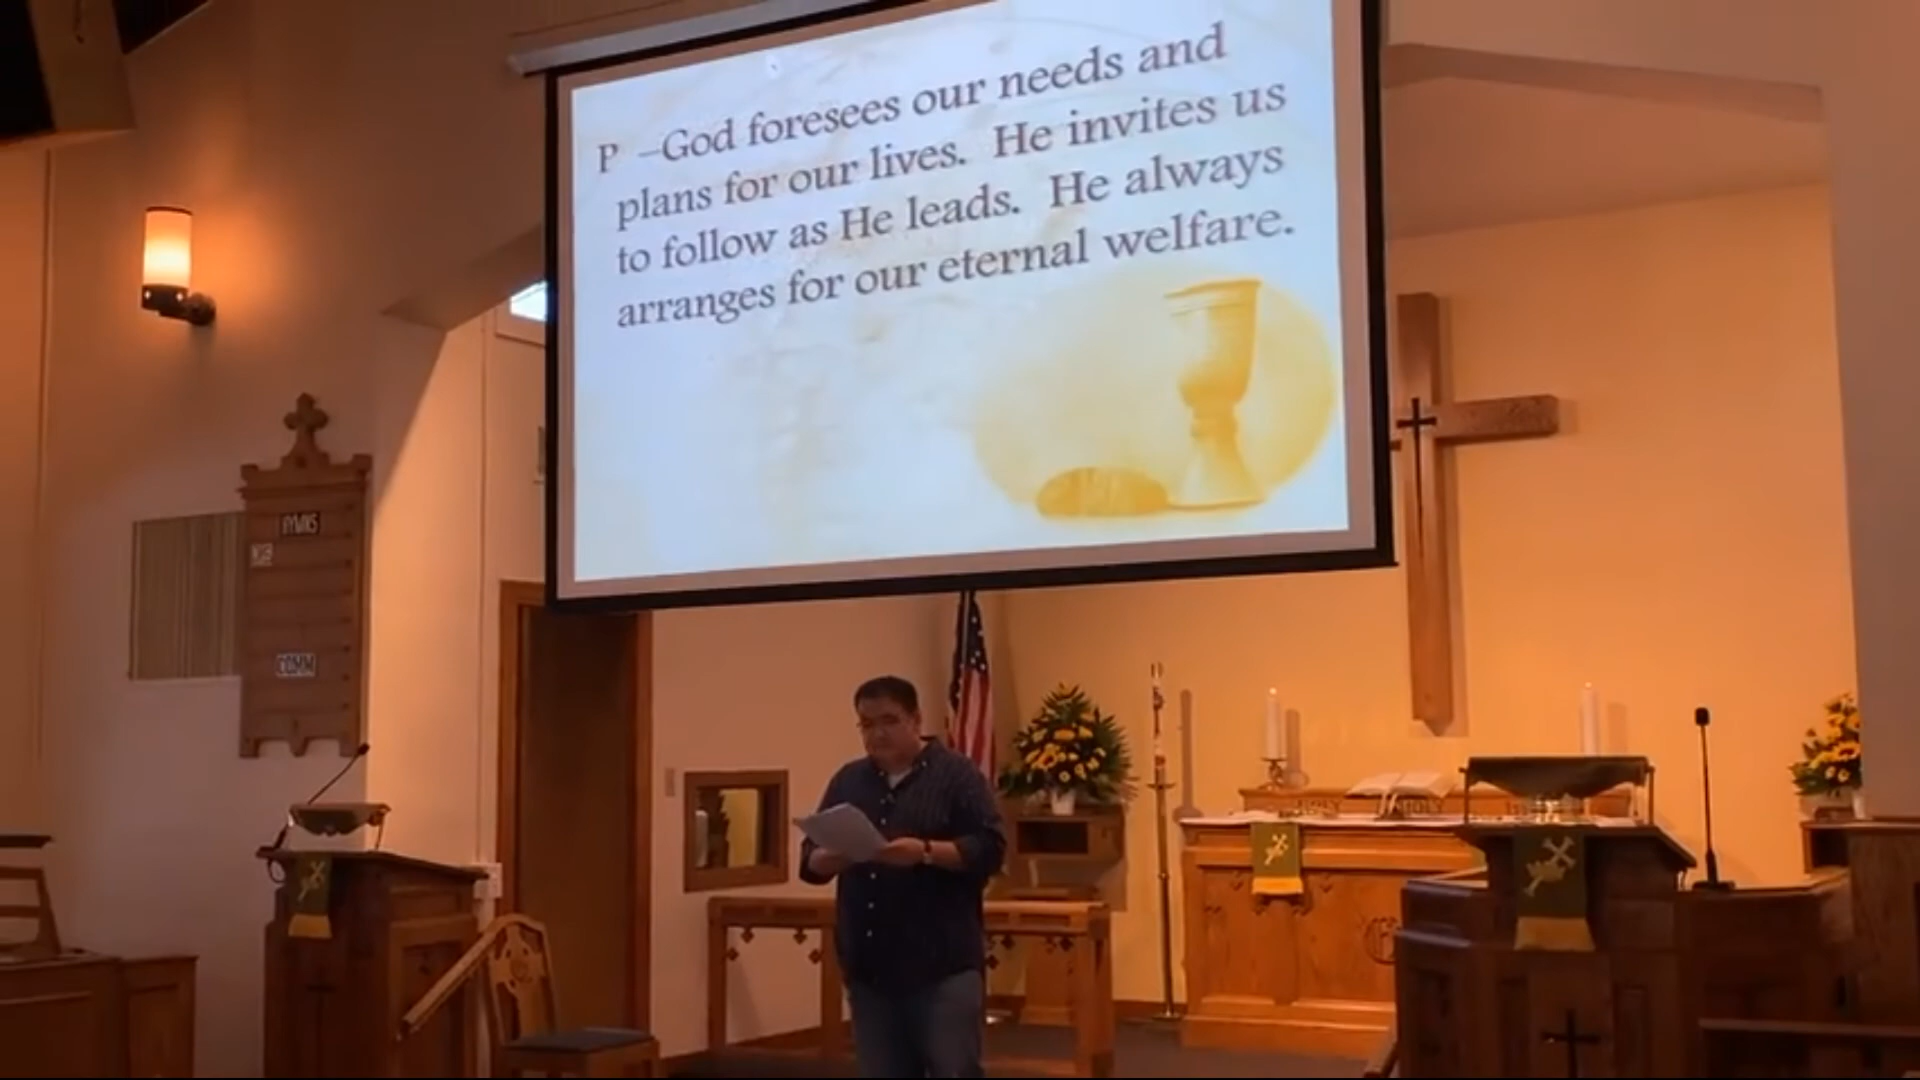 P –God foresees our needs and
plans for our lives. He invites us
to follow as He leads. He always
arranges for our eternal welfare.
COMM